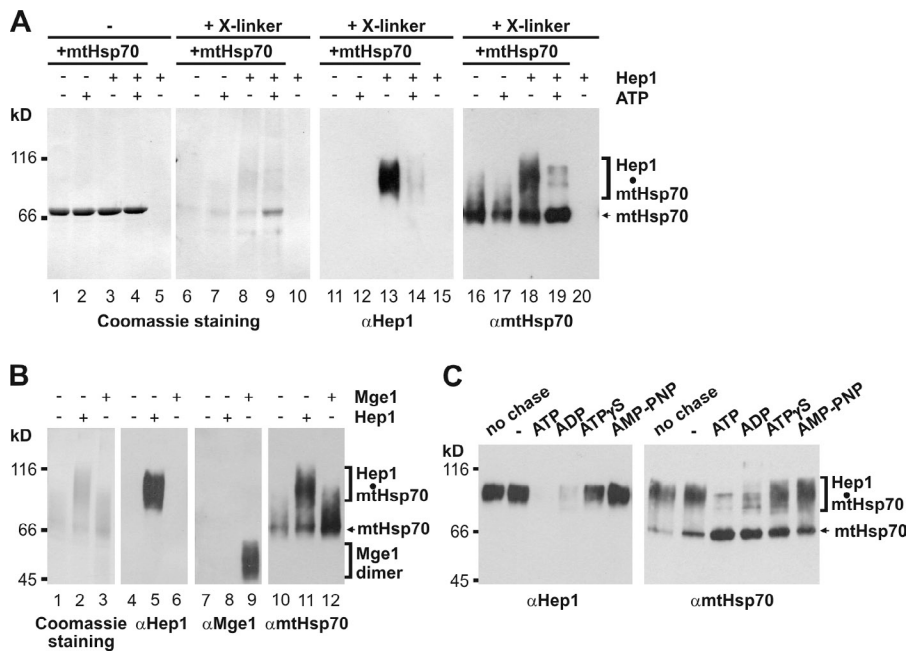 A
- + X-linker + X-linker + X-linker
+mtHsp70 +mtHsp70 +mtHsp70 +mtHsp70
- - + + + - - + + + - - + + + - - + + + Hep1
- + - + - - + - + - - + - + - - + - + - ATP
kD
116
66
Hep1
•
mtHsp70
mtHsp70
1 2 3 4 5 6 7 8 9 10 11 12 13 14 15 16 17 18 19 20
Coomassie staining αHep1 αmtHsp70
B
- - + - - + - - + - - + Mge1
- + - - + - - + - - + - Hep1
kD
116
66
45
Hep1
•
mtHsp70
mtHsp70
Mge1
dimer
1 2 3 4 5 6 7 8 9 10 11 12
Coomassie staining αHep1 αMge1 αmtHsp70
C
no chase - ATP ADP ATPγS AMP-PNP no chase - ATP ADP ATPγS AMP-PNP
kD
116
66
45
Hep1
•
mtHsp70
mtHsp70
αHep1 αmtHsp70